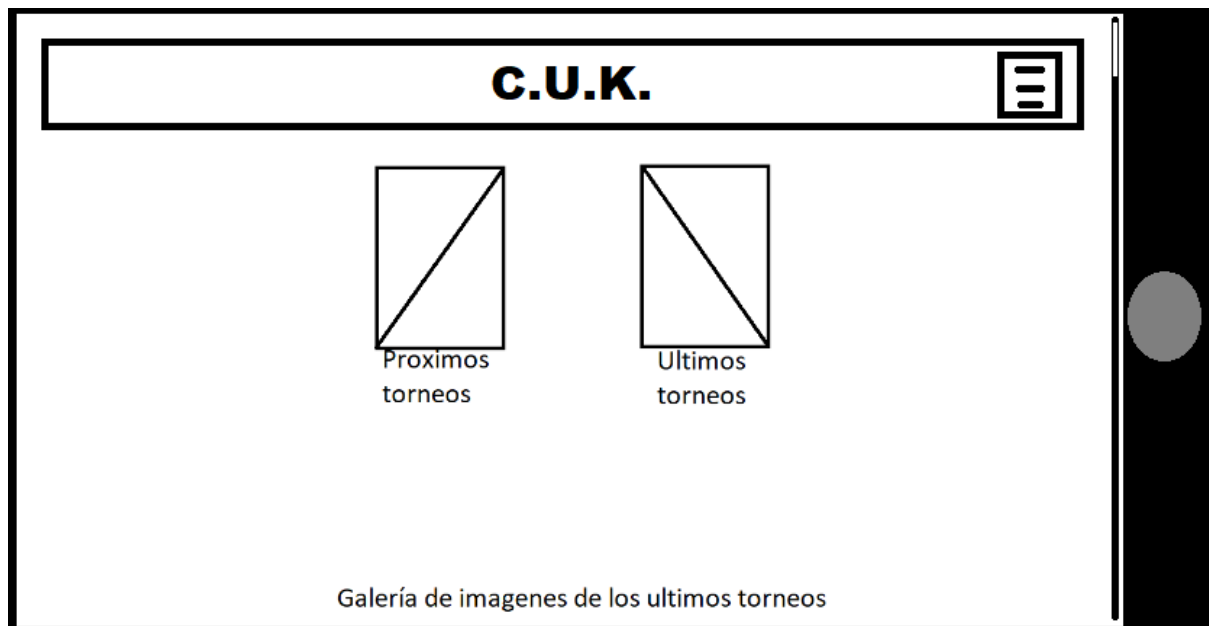 C.U.K.
Proximos
torneos
Ultimos
torneos
Galería de imagenes de los ultimos torneos